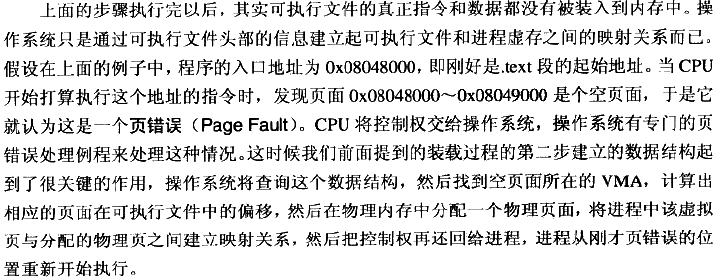 上面的步骤执行完以后，其实可执行文件的真正指令和数据都没有被装入到内存中。操
作系统只是通过可执行文件头部的信息建立起可执行文件和进程虚存之间的映射关系而已。
假设在上面的例子中，程序的入口地址为 0x08048000，即刚好是.text 段的起始地址。当 CPU
开始打算执行这个地址的指令时，发现页面 0x08048000～0x08049000 是个空页面，于是它
就认为这是一个页错误（Page Fault）。CPU 将控制权交给操作系统，操作系统有专门的页
错误处理例程来处理这种情况。这时候我们前面提到的装载过程的第二步建立的数据结构起
到了很关键的作用，操作系统将查询这个数据结构，然后找到空页面所在的 VMA，计算出
相应的页面在可执行文件中的偏移，然后在物理内存中分配一个物理页面，将进程中该虚拟
页与分配的物理页之间建立映射关系，然后把控制权再还回给进程，进程从刚才页错误的位
置重新开始执行。